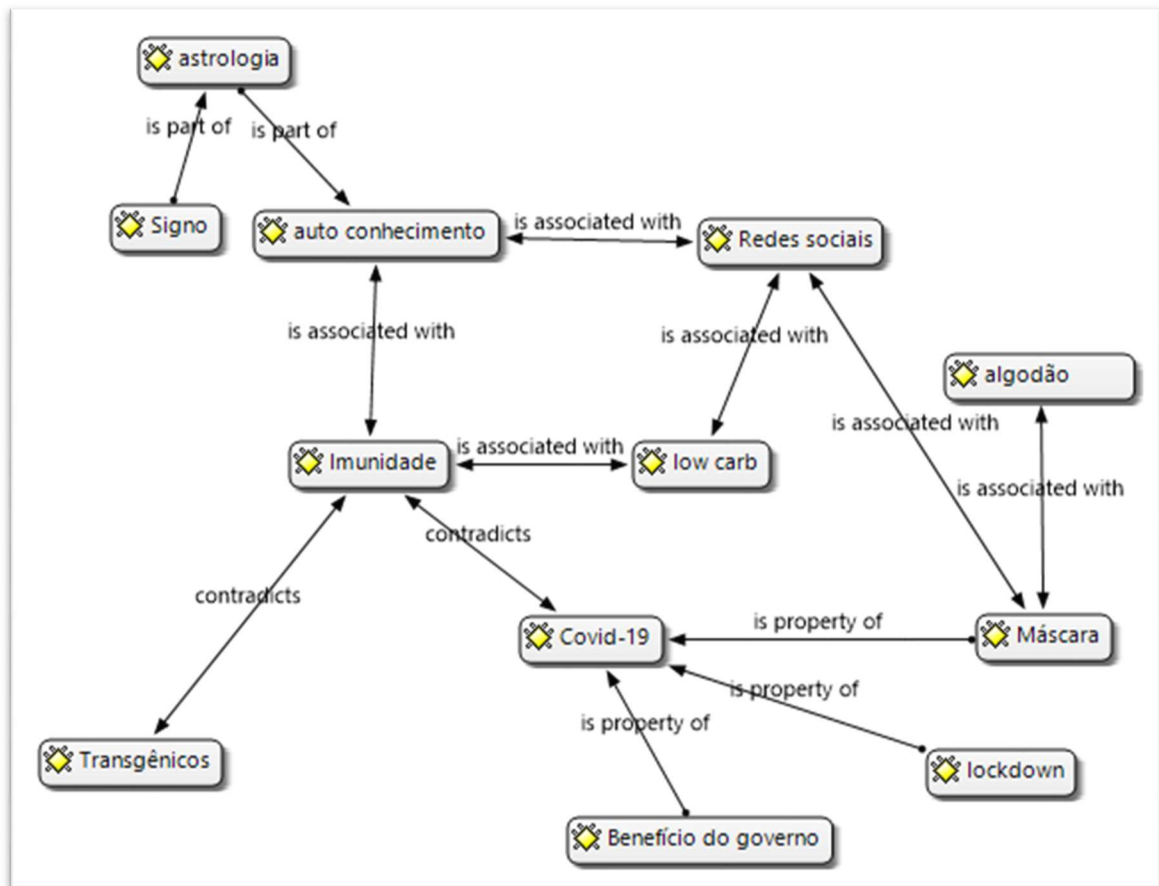 astrologia
is part of
is part of
Signo
auto conhecimento
is associated with
Redes sociais
is associated with
is associated with
algodão
is associated with
Imunidade
is associated with
low carb
is associated with
contradicts
contradicts
Covid-19
is property of
Máscara
is property of
is property of
Transgênicos
lockdown
Benefício do governo